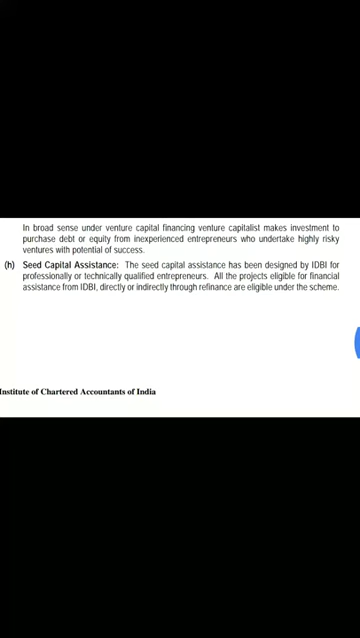 In broad sense under venture capital financing venture capitalist makes investment to
purchase debt or equity from inexperienced entrepreneurs who undertake highly risky
ventures with potential of success.
(h) Seed Capital Assistance: The seed capital assistance has been designed by IDBI for
professionally or technically qualified entrepreneurs. All the projects eligible for financial
assistance from IDBI, directly or indirectly through refinance are eligible under the scheme.
Institute of Chartered Accountants of India